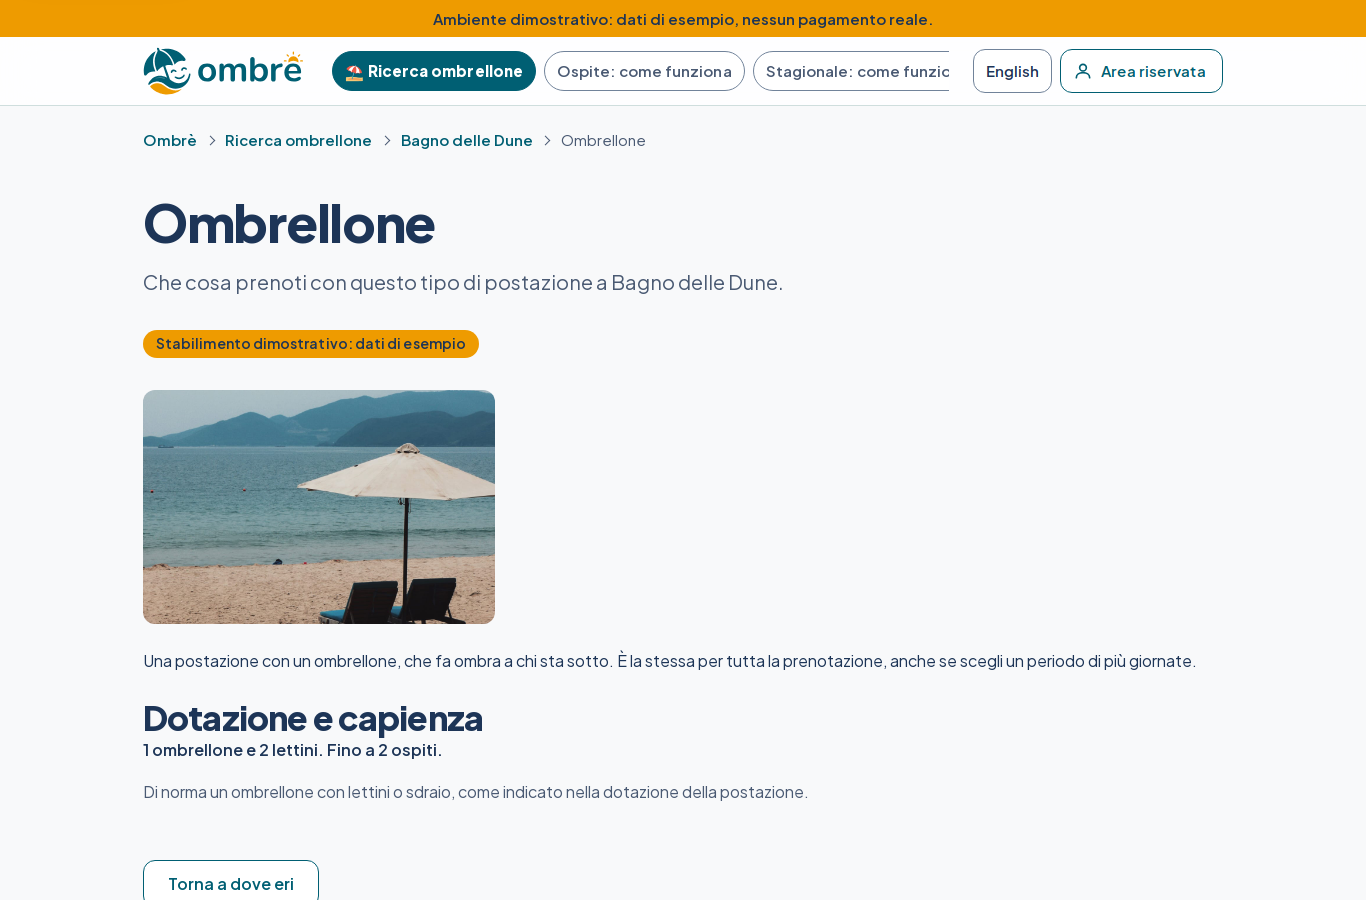 Ambiente dimostrativo: dati di esempio, nessun pagamento reale.
ombrè
Ricerca ombrellone
Ospite: come funziona
Stagionale: come funzio
English
Area riservata
Ombrè > Ricerca ombrellone > Bagno delle Dune > Ombrellone
Ombrellone
Che cosa prenoti con questo tipo di postazione a Bagno delle Dune.
Stabilimento dimostrativo: dati di esempio
Una postazione con un ombrellone, che fa ombra a chi sta sotto. È la stessa per tutta la prenotazione, anche se scegli un periodo di più giornate.
Dotazione e capienza
1 ombrellone e 2 lettini. Fino a 2 ospiti.
Di norma un ombrellone con lettini o sdraio, come indicato nella dotazione della postazione.
Torna a dove eri